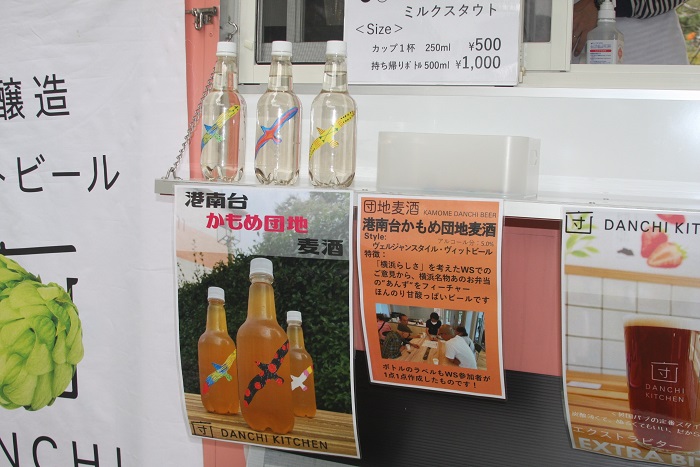 醸造
トビール
NCHI
ミルクスタウト
＜Size＞
カップ1杯 250ml ¥500
持ち帰りﾎﾞﾄﾙ500ml ¥1,000
港南台
かもめ団地
麦酒
DANCHI KITCHEN
団地麦酒 KAMOME DANCHI BEER
港南台かもめ団地麦酒
アルコール分：5.0%
Style:
ヴェルジャンスタイル・ヴィットビール
特徴：
「横浜らしさ」を考えたWSでの
ご意見から、横浜名物あのお弁当
の"あんず"をフィーチャー
ほんのり甘酸っぱいビールです
ボトルのラベルもWS参加者が
1点1点作成したものです！
DANCHI KITCHEN
DANCHI
KITCHEN
エクストラビター
EXTRA BI